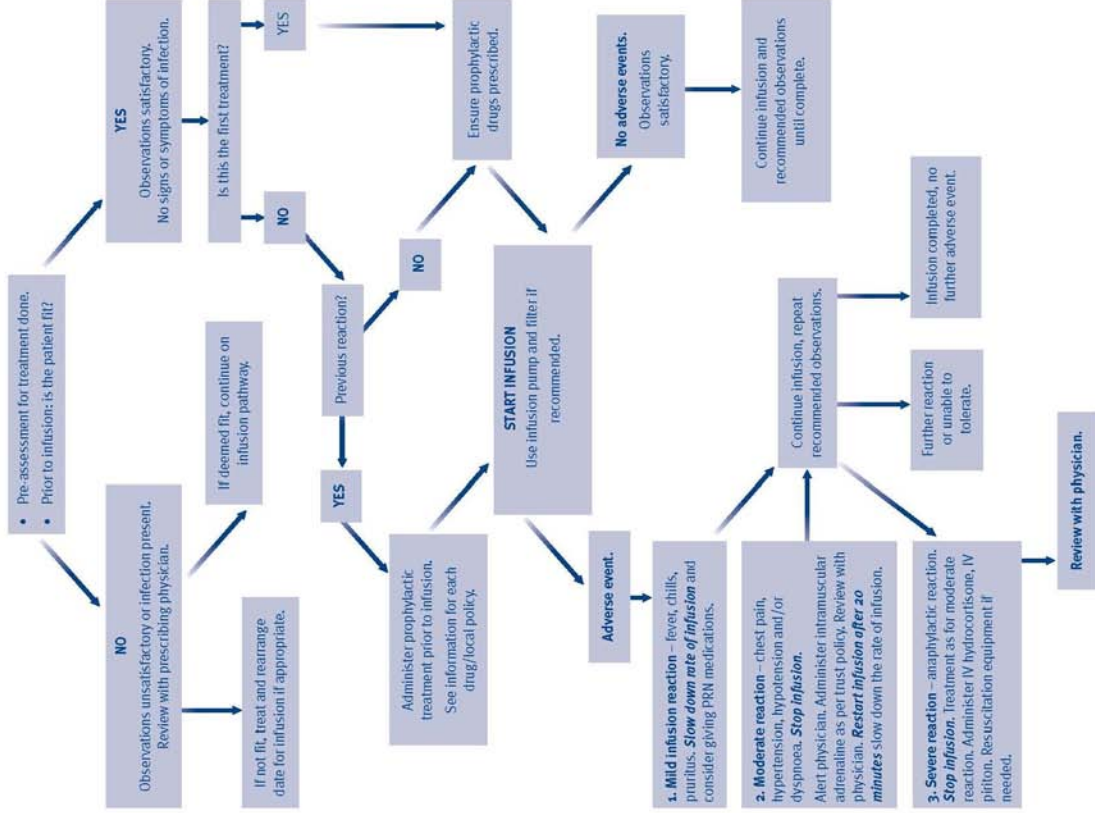 • Pre-assessment for treatment done.
• Prior to infusion: is the patient fit?
NO
Observations unsatisfactory or infection present.
Review with prescribing physician.
If not fit, treat and rearrange
date for infusion if appropriate.
If deemed fit, continue on
infusion pathway.
YES
Observations satisfactory.
No signs or symptoms of infection.
Is this the first treatment?
NO
YES
Previous reaction?
YES
NO
Administer prophylactic
treatment prior to infusion.
See information for each
drug/local policy.
Ensure prophylactic
drugs prescribed.
START INFUSION
Use infusion pump and filter if
recommended.
Adverse event.
No adverse events.
Observations
satisfactory.
Continue infusion and
recommended observations
until complete.
1. Mild infusion reaction – fever, chills,
pruritus. Slow down rate of infusion and
consider giving PRN medications.
2. Moderate reaction – chest pain,
hypertension, hypotension and/or
dyspnoea. Stop infusion.
Alert physician. Administer intramuscular
adrenaline as per trust policy. Review with
physician. Restart infusion after 20
minutes slow down the rate of infusion.
3. Severe reaction – anaphylactic reaction.
Stop infusion. Treatment as for moderate
reaction. Administer IV hydrocortisone, IV
piriton. Resuscitation equipment if
needed.
Continue infusion, repeat
recommended observations.
Further reaction
or unable to
tolerate.
Infusion completed, no
further adverse event.
Review with physician.